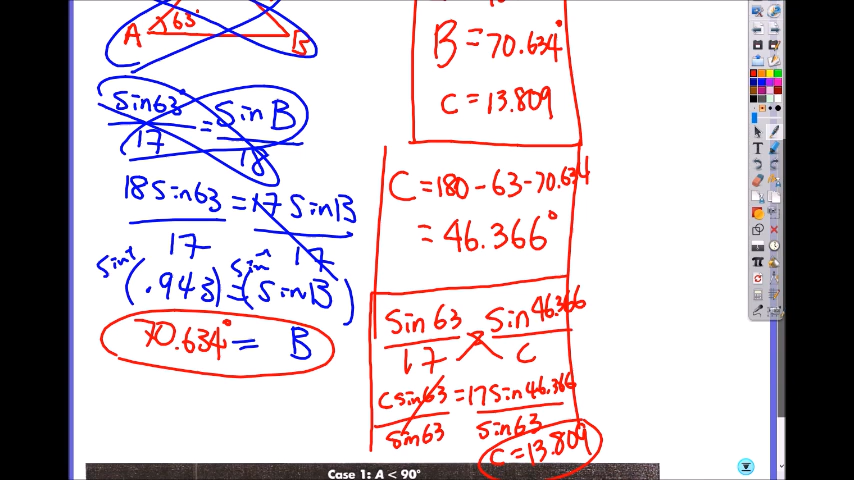 A 63° B
sin63° / 17 = sin B / 18
18 sin63 / 17 = 17 sin B / 17
sin⁻¹(.943) = sin⁻¹(sin B)
70.634° = B
B = 70.634°
c = 13.809
C = 180 - 63 - 70.634
= 46.366°
sin 63 / 17 = sin 46.366 / c
c sin63 / sin63 = 17 sin 46.366 / sin63
c = 13.809
Case 1: A < 90°